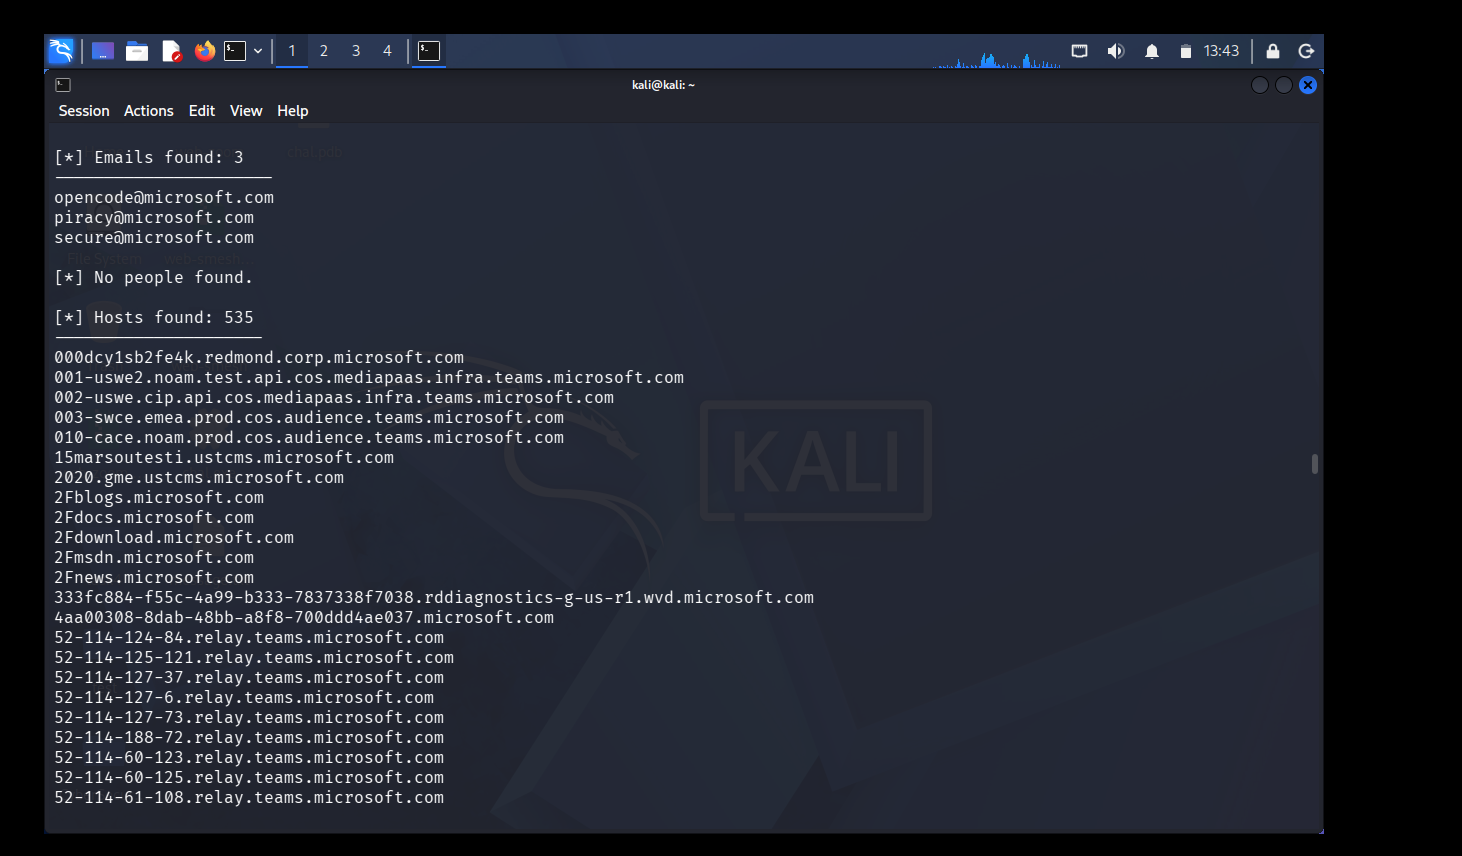 1 2 3 4 13:43
kali@kali: ~
Session Actions Edit View Help
[*] Emails found: 3
----------------------
opencode@microsoft.com
piracy@microsoft.com
secure@microsoft.com
File System
[*] No people found.
[*] Hosts found: 535
---------------------
000dcy1sb2fe4k.redmond.corp.microsoft.com
001-uswe2.noam.test.api.cos.mediapaas.infra.teams.microsoft.com
002-uswe.cip.api.cos.mediapaas.infra.teams.microsoft.com
003-swce.emea.prod.cos.audience.teams.microsoft.com
010-cace.noam.prod.cos.audience.teams.microsoft.com
15marsoutesti.ustcms.microsoft.com
2020.gme.ustcms.microsoft.com
2Fblogs.microsoft.com
2Fdocs.microsoft.com
2Fdownload.microsoft.com
2Fmsdn.microsoft.com
2Fnews.microsoft.com
333fc884-f55c-4a99-b333-7837338f7038.rddiagnostics-g-us-r1.wvd.microsoft.com
4aa00308-8dab-48bb-a8f8-700ddd4ae037.microsoft.com
52-114-124-84.relay.teams.microsoft.com
52-114-125-121.relay.teams.microsoft.com
52-114-127-37.relay.teams.microsoft.com
52-114-127-6.relay.teams.microsoft.com
52-114-127-73.relay.teams.microsoft.com
52-114-188-72.relay.teams.microsoft.com
52-114-60-123.relay.teams.microsoft.com
52-114-60-125.relay.teams.microsoft.com
52-114-61-108.relay.teams.microsoft.com
KALI